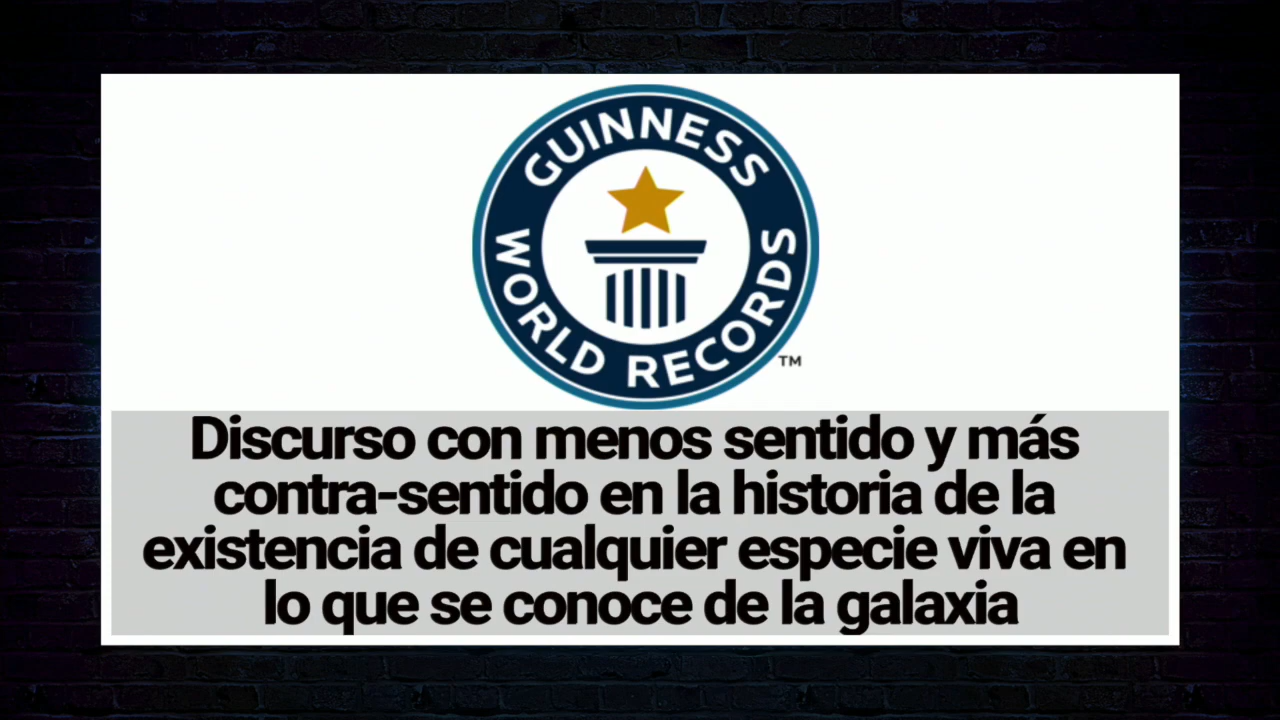 GUINNESS
WORLD RECORDS
TM
Discurso con menos sentido y más
contra-sentido en la historia de la
existencia de cualquier especie viva en
lo que se conoce de la galaxia